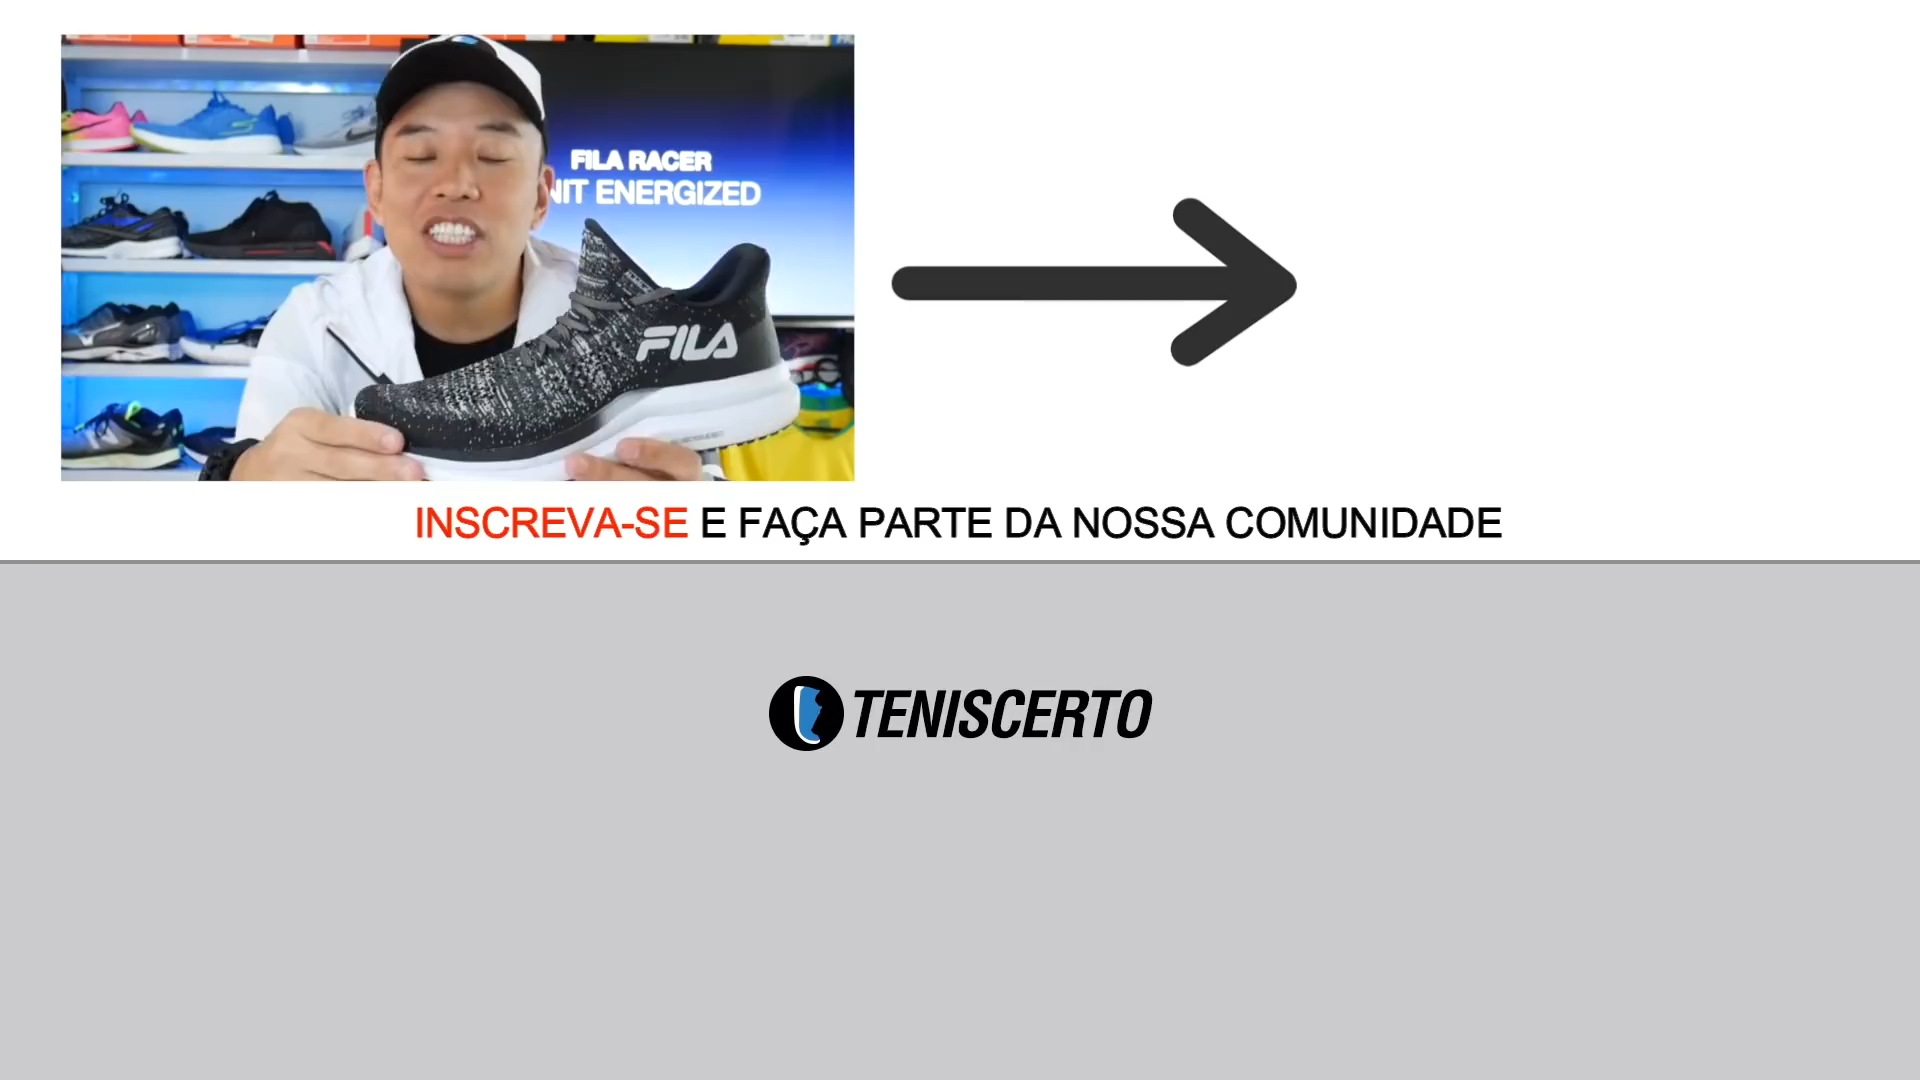 FILA RACER
NIT ENERGIZED
FILA
INSCREVA-SE E FAÇA PARTE DA NOSSA COMUNIDADE
TENISCERTO